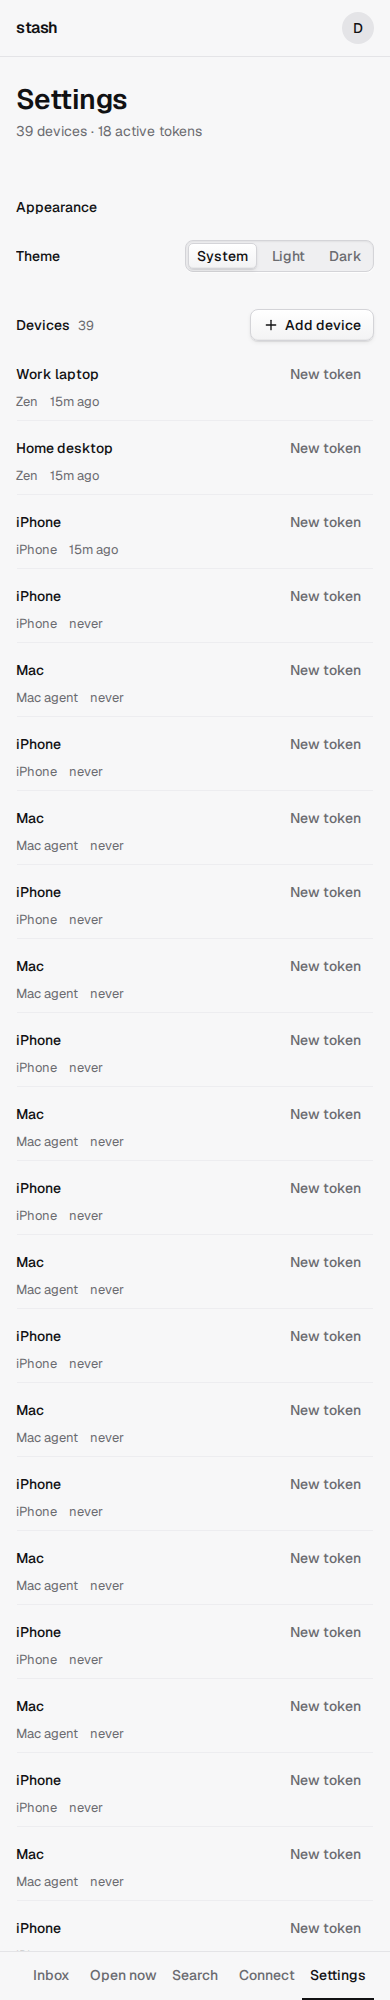 stash D
Settings
39 devices · 18 active tokens
Appearance
Theme System Light Dark
Devices 39 + Add device
Work laptop New token
Zen 15m ago
Home desktop New token
Zen 15m ago
iPhone New token
iPhone 15m ago
iPhone New token
iPhone never
Mac New token
Mac agent never
iPhone New token
iPhone never
Mac New token
Mac agent never
iPhone New token
iPhone never
Mac New token
Mac agent never
iPhone New token
iPhone never
Mac New token
Mac agent never
iPhone New token
iPhone never
Mac New token
Mac agent never
iPhone New token
iPhone never
Mac New token
Mac agent never
iPhone New token
iPhone never
Mac New token
Mac agent never
iPhone New token
iPhone never
Mac New token
Mac agent never
iPhone New token
iPhone never
Mac New token
Mac agent never
iPhone New token
Inbox Open now Search Connect Settings